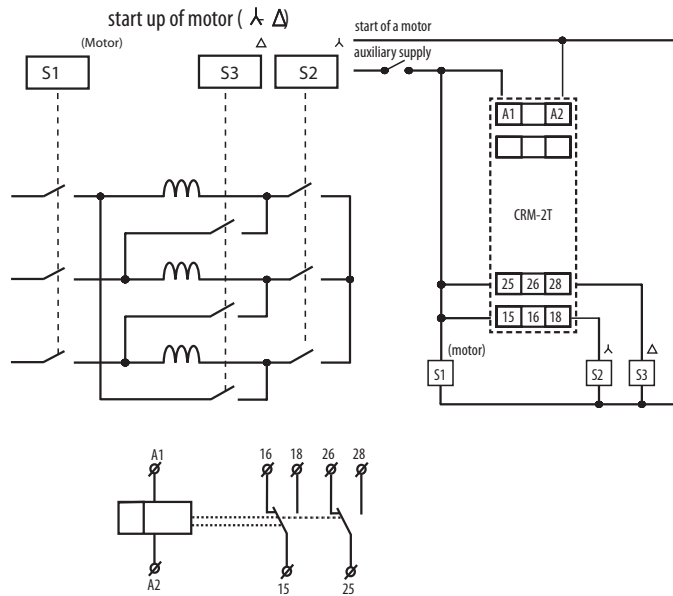 start up of motor ( ⅄ Δ)
(Motor)
Δ
⅄
S1
S3
S2
start of a motor
auxiliary supply
A1
A2
CRM-2T
25
26
28
15
16
18
(motor)
⅄
Δ
S1
S2
S3
A1
16
18
26
28
A2
15
25